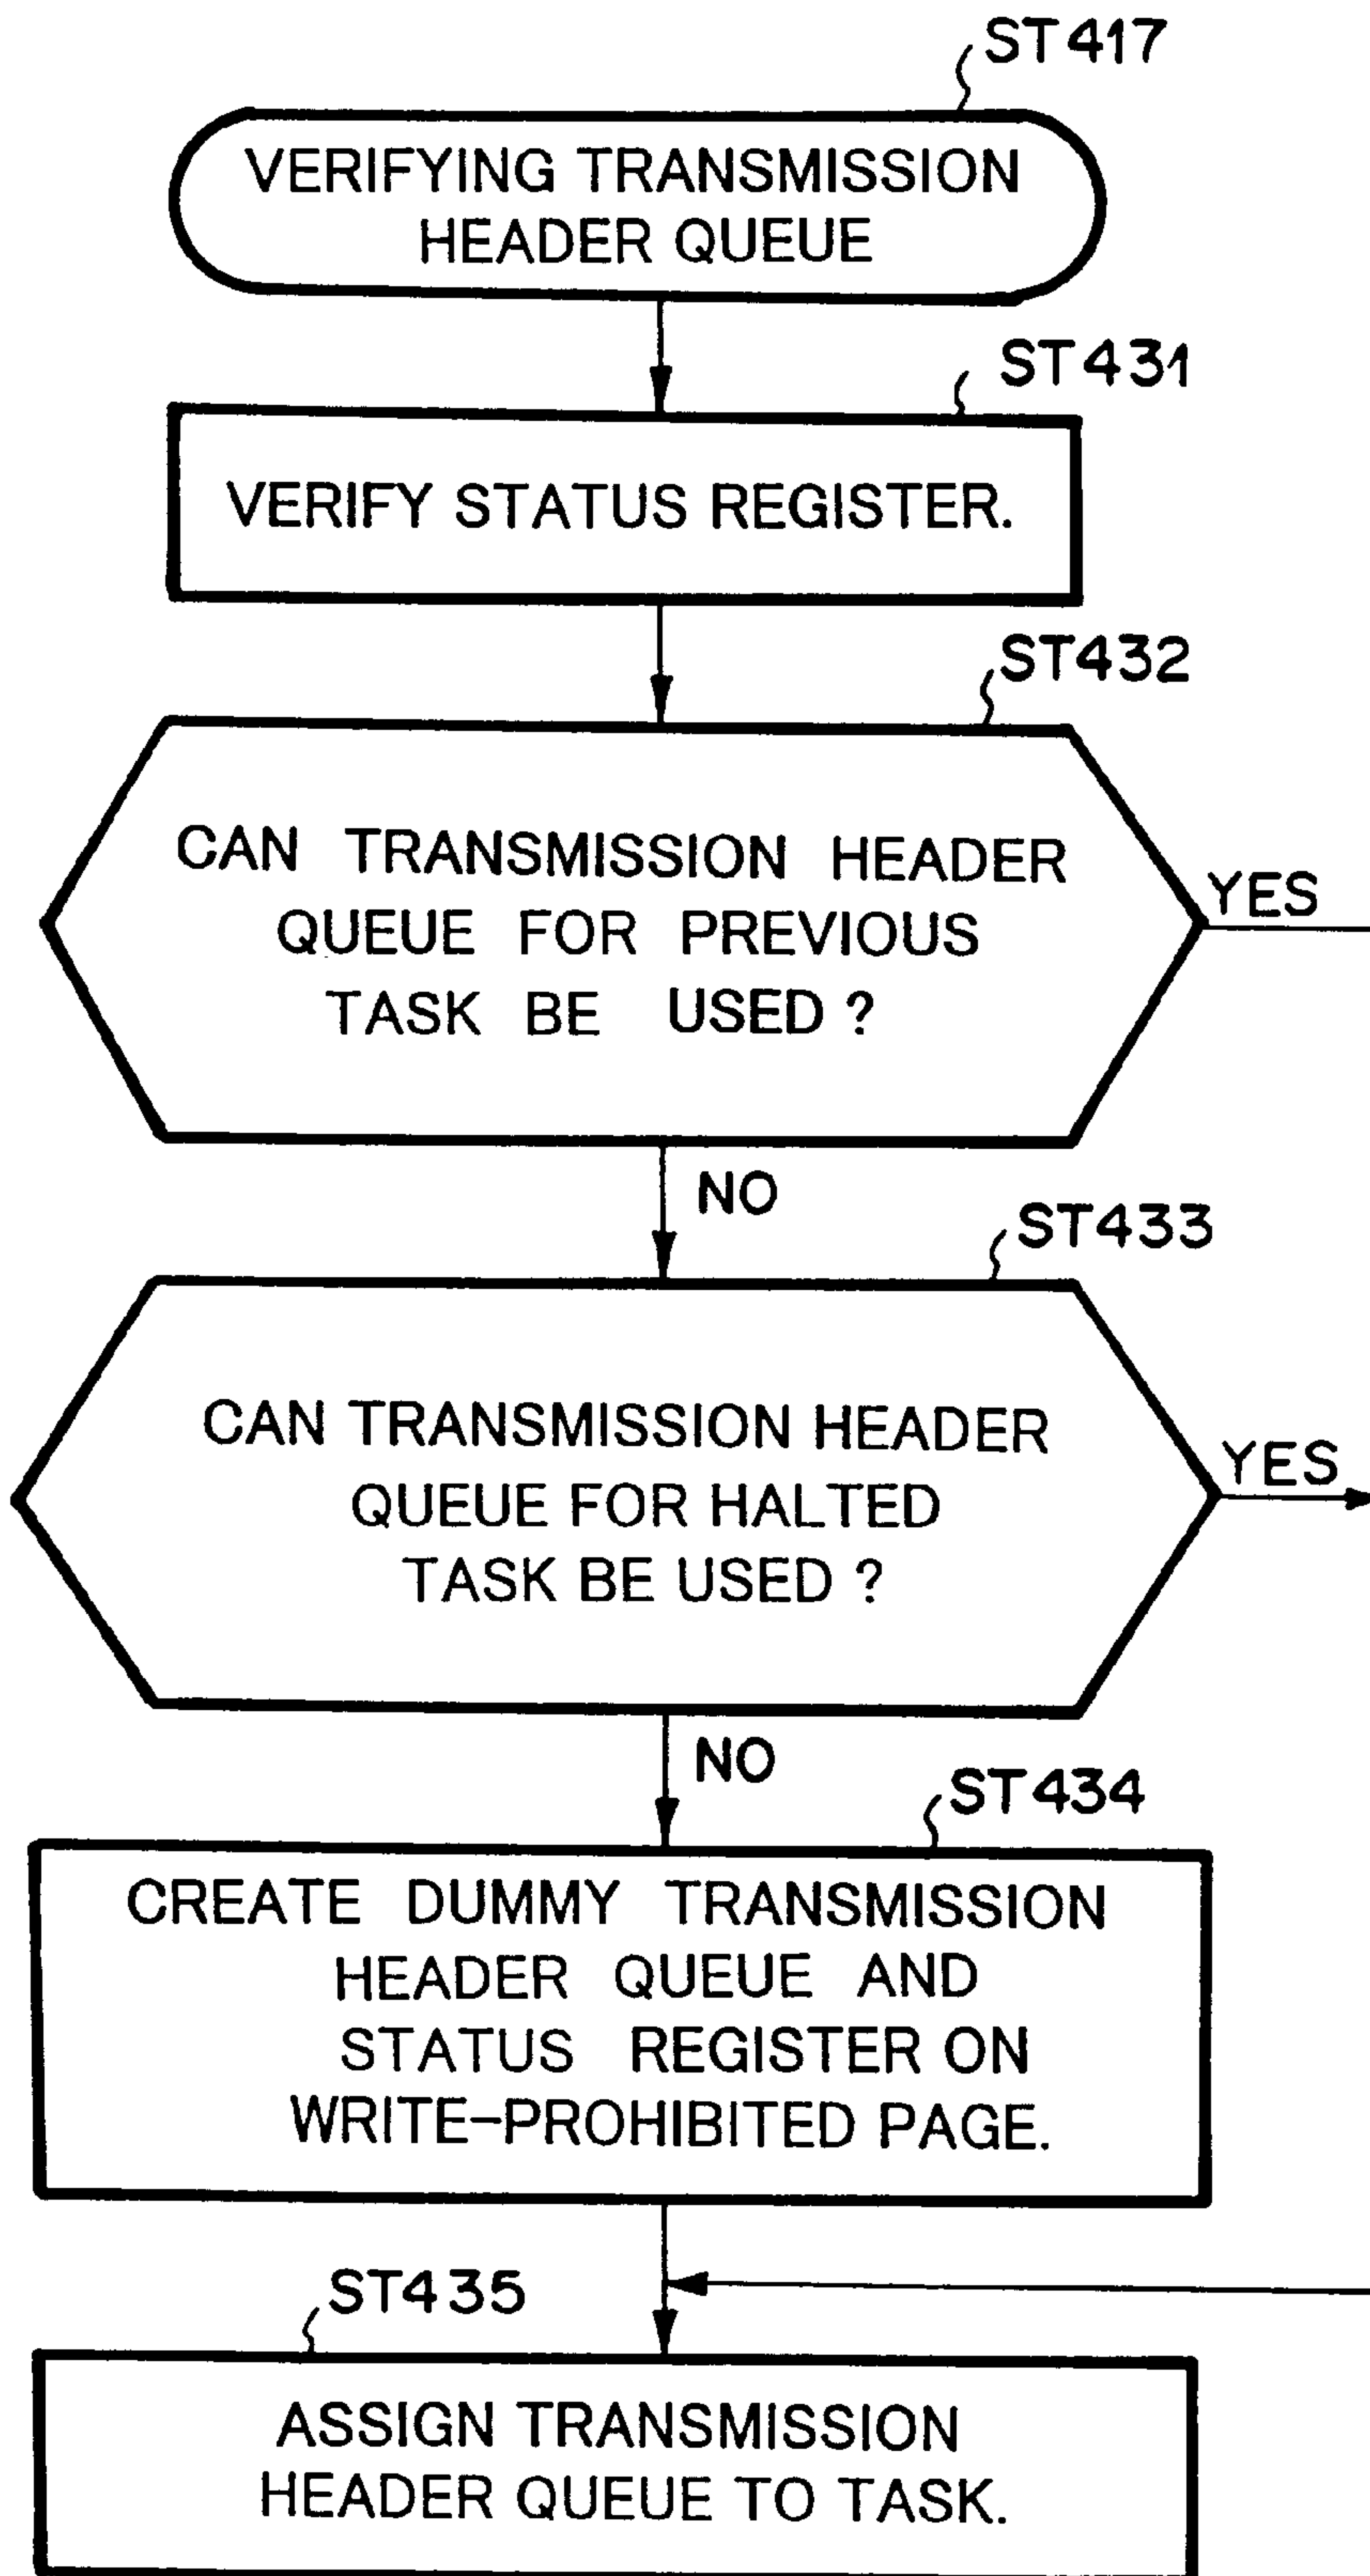 ST417
VERIFYING TRANSMISSION
HEADER QUEUE
ST431
VERIFY STATUS REGISTER.
ST432
CAN TRANSMISSION HEADER
QUEUE FOR PREVIOUS
TASK BE USED ?
YES
NO
ST433
CAN TRANSMISSION HEADER
QUEUE FOR HALTED
TASK BE USED ?
YES
NO
ST434
CREATE DUMMY TRANSMISSION
HEADER QUEUE AND
STATUS REGISTER ON
WRITE-PROHIBITED PAGE.
ST435
ASSIGN TRANSMISSION
HEADER QUEUE TO TASK.